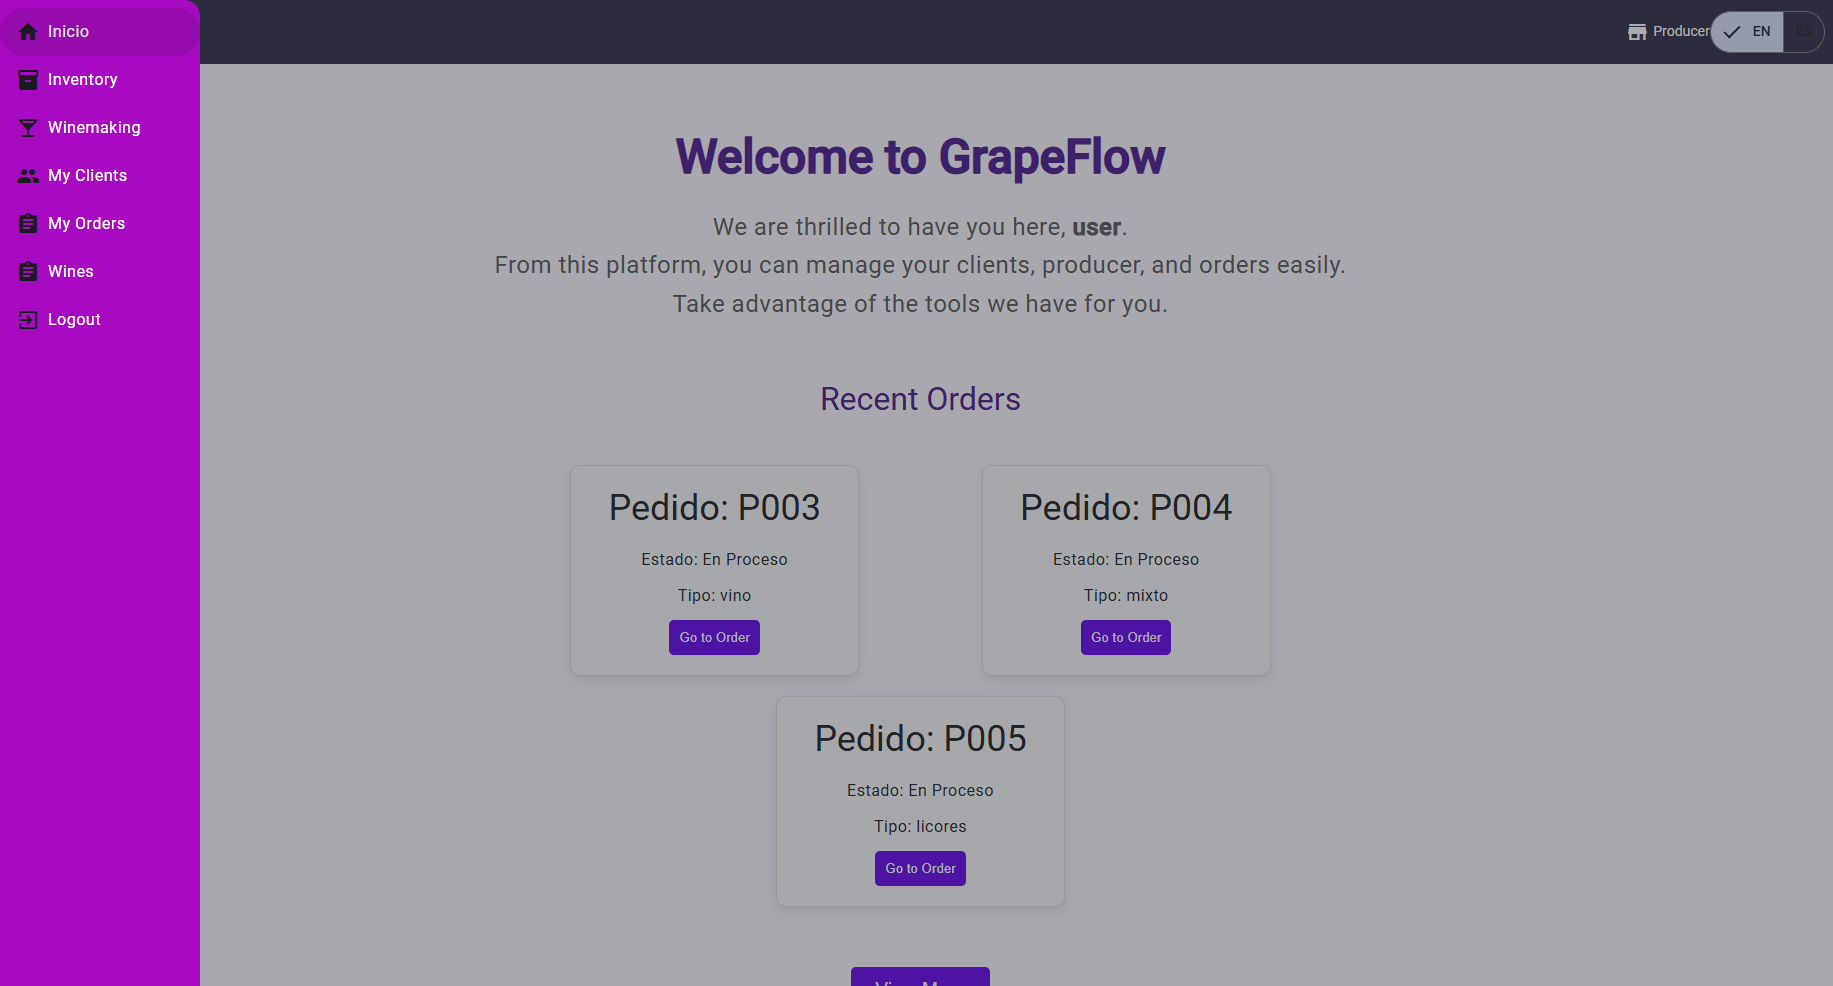 Inicio
Inventory
Winemaking
My Clients
My Orders
Wines
Logout
Producer
EN
ES
Welcome to GrapeFlow
We are thrilled to have you here, user.
From this platform, you can manage your clients, producer, and orders easily.
Take advantage of the tools we have for you.
Recent Orders
Pedido: P003
Estado: En Proceso
Tipo: vino
Go to Order
Pedido: P004
Estado: En Proceso
Tipo: mixto
Go to Order
Pedido: P005
Estado: En Proceso
Tipo: licores
Go to Order